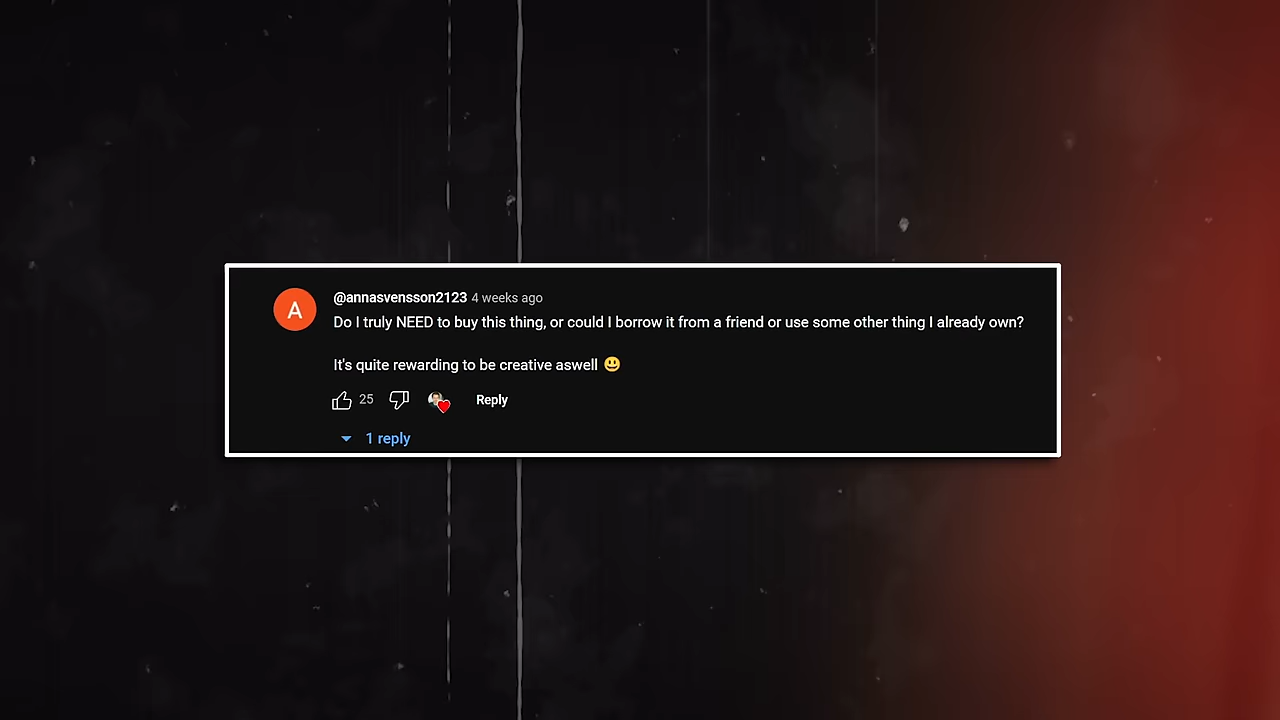 A
@annasvensson2123 4 weeks ago
Do I truly NEED to buy this thing, or could I borrow it from a friend or use some other thing I already own?
It's quite rewarding to be creative aswell 😃
25 Reply
1 reply